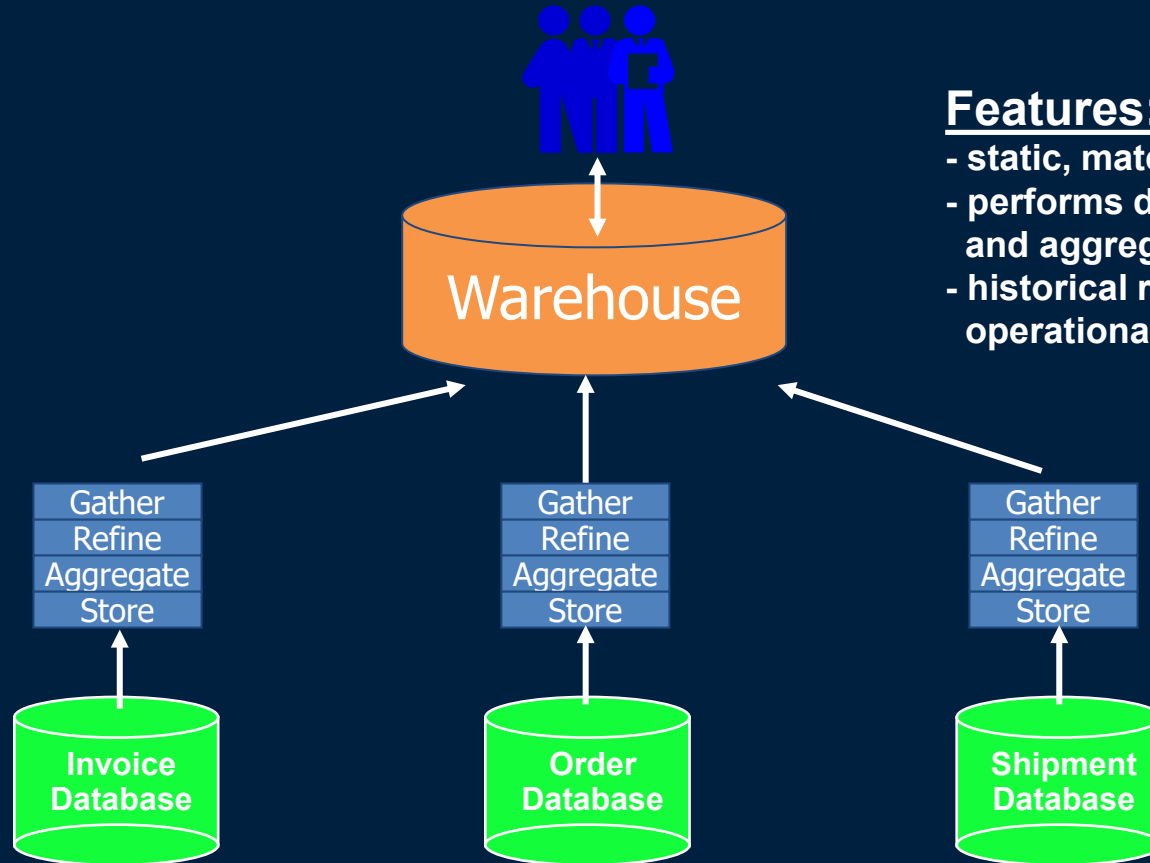 Features:
- static, mat
- performs d
and aggreg
- historical r
operationa
Warehouse
Gather
Refine
Aggregate
Store
Gather
Refine
Aggregate
Store
Gather
Refine
Aggregate
Store
Invoice
Database
Order
Database
Shipment
Database